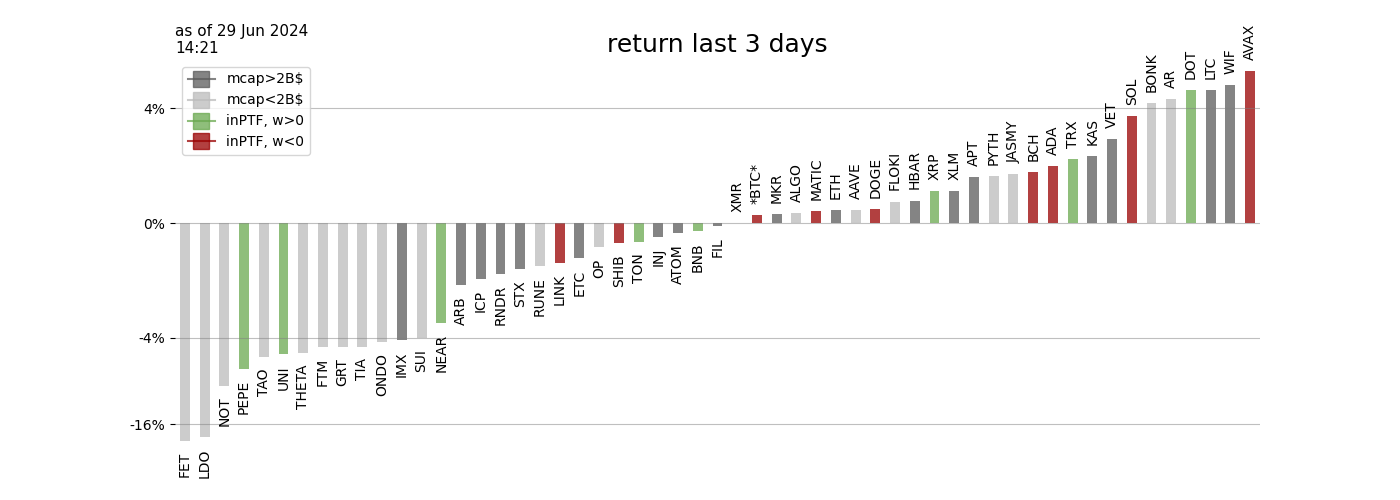 as of 29 Jun 2024
14:21
return last 3 days
mcap>2B$
mcap<2B$
inPTF, w>0
inPTF, w<0
4%
0%
-4%
-16%
FET
LDO
NOT
PEPE
TAO
UNI
THETA
FTM
GRT
TIA
ONDO
IMX
SUI
NEAR
ARB
ICP
RNDR
STX
RUNE
LINK
ETC
OP
SHIB
TON
INJ
ATOM
BNB
FIL
XMR
*BTC*
MKR
ALGO
MATIC
ETH
AAVE
DOGE
FLOKI
HBAR
XRP
XLM
APT
PYTH
JASMY
BCH
ADA
TRX
KAS
VET
SOL
BONK
AR
DOT
LTC
WIF
AVAX